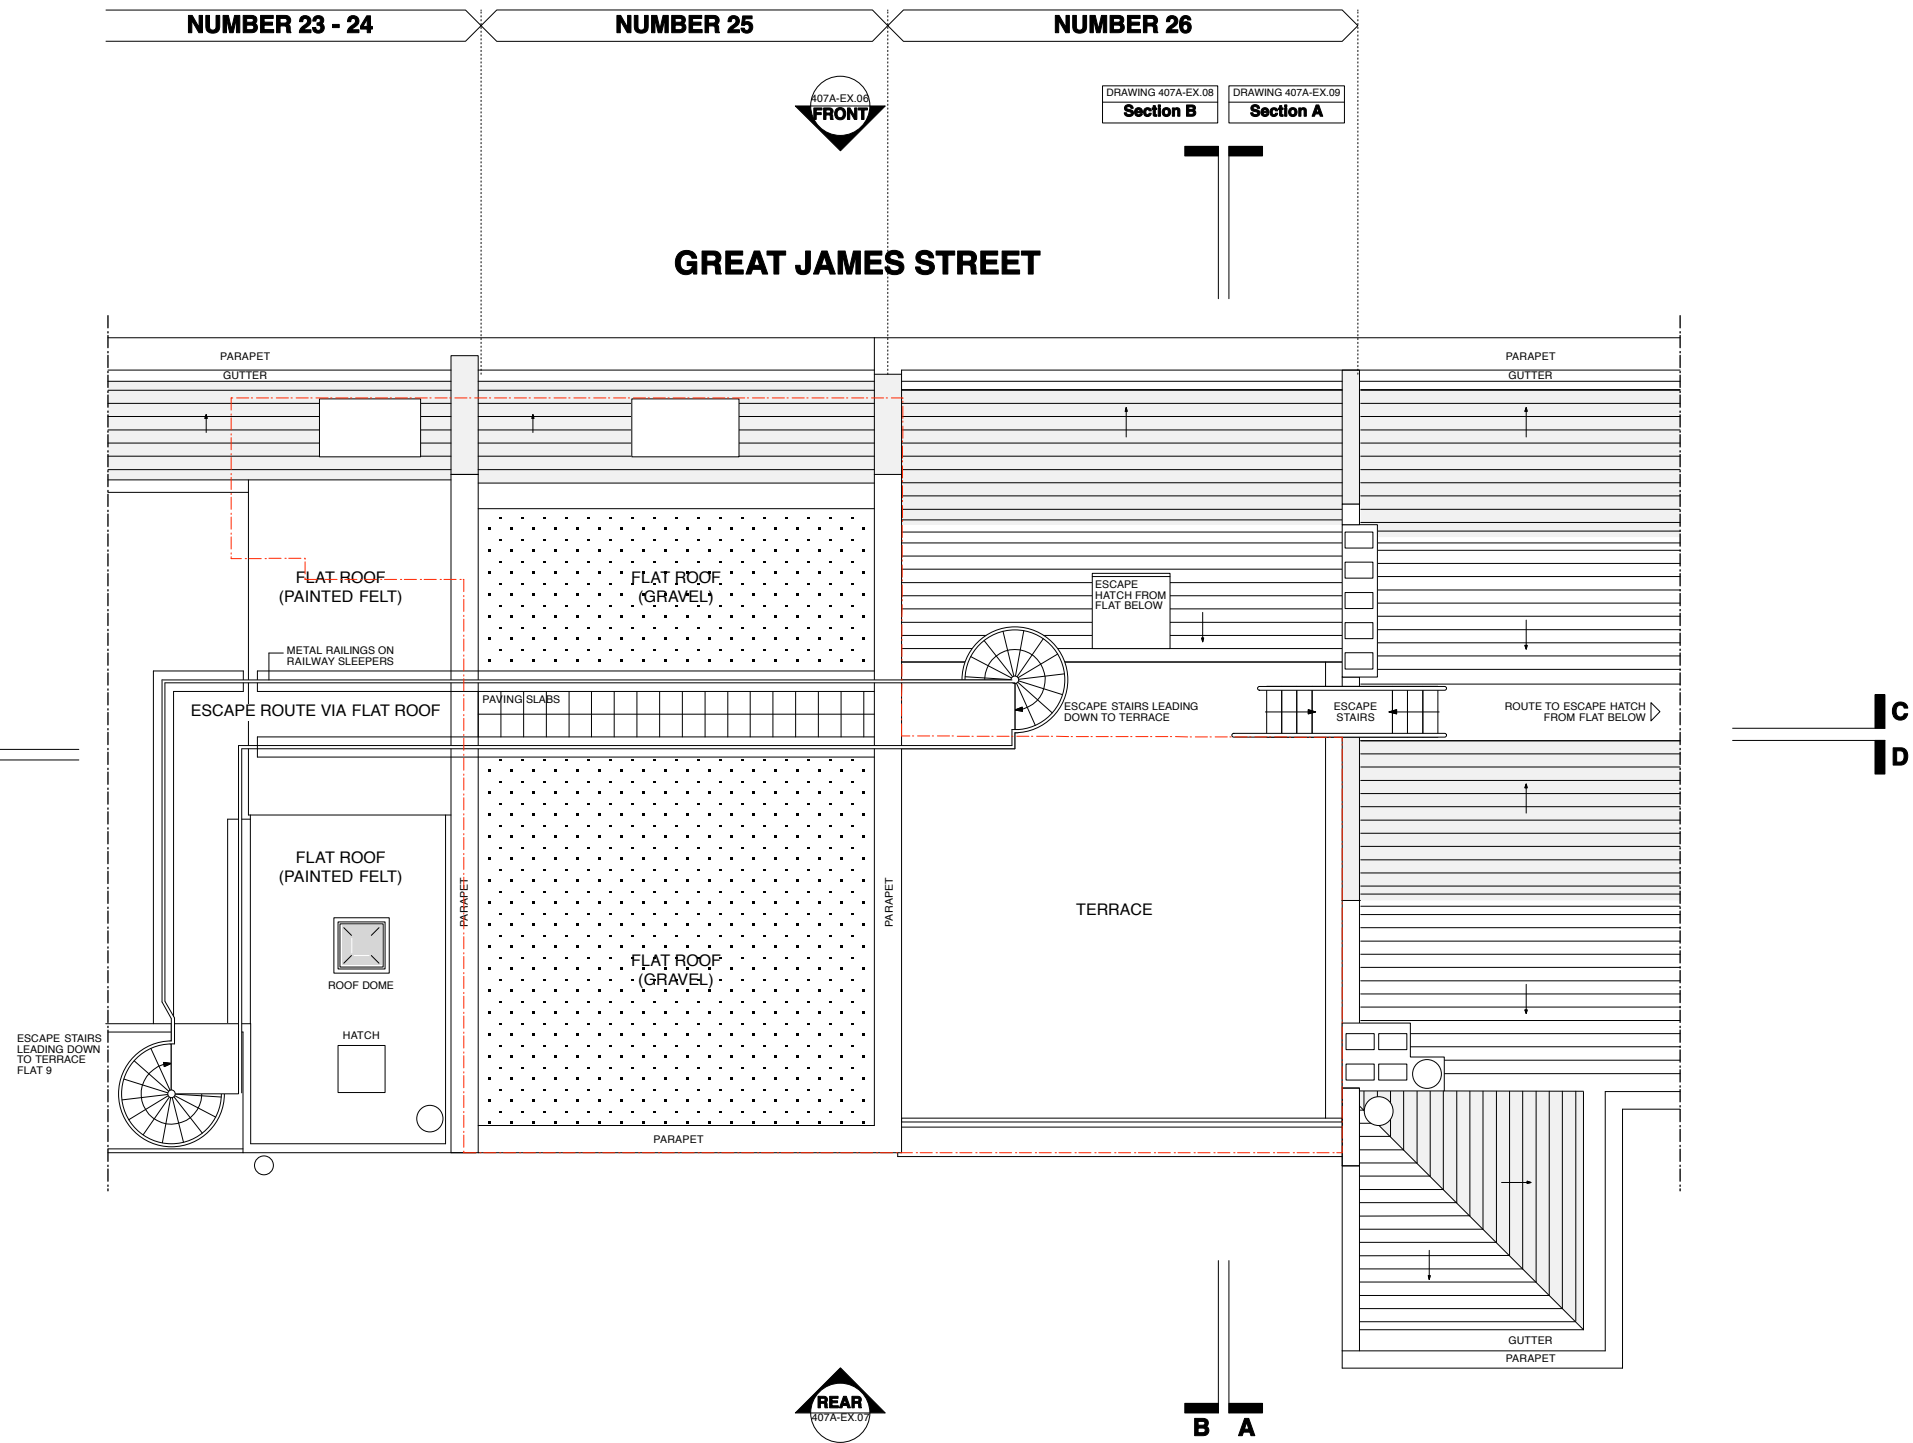 NUMBER 23 - 24
NUMBER 25
NUMBER 26
407A-EX.06
FRONT
DRAWING 407A-EX.08
Section B
DRAWING 407A-EX.09
Section A
GREAT JAMES STREET
PARAPET
GUTTER
PARAPET
GUTTER
FLAT ROOF
(PAINTED FELT)
FLAT ROOF
(GRAVEL)
ESCAPE
HATCH FROM
FLAT BELOW
METAL RAILINGS ON
RAILWAY SLEEPERS
PAVING SLABS
ESCAPE ROUTE VIA FLAT ROOF
ESCAPE STAIRS LEADING
DOWN TO TERRACE
ESCAPE
STAIRS
ROUTE TO ESCAPE HATCH
FROM FLAT BELOW
C
D
FLAT ROOF
(PAINTED FELT)
PARAPET
PARAPET
TERRACE
FLAT ROOF
(GRAVEL)
ROOF DOME
HATCH
ESCAPE STAIRS
LEADING DOWN
TO TERRACE
FLAT 9
PARAPET
GUTTER
PARAPET
REAR
407A-EX.07
B
A